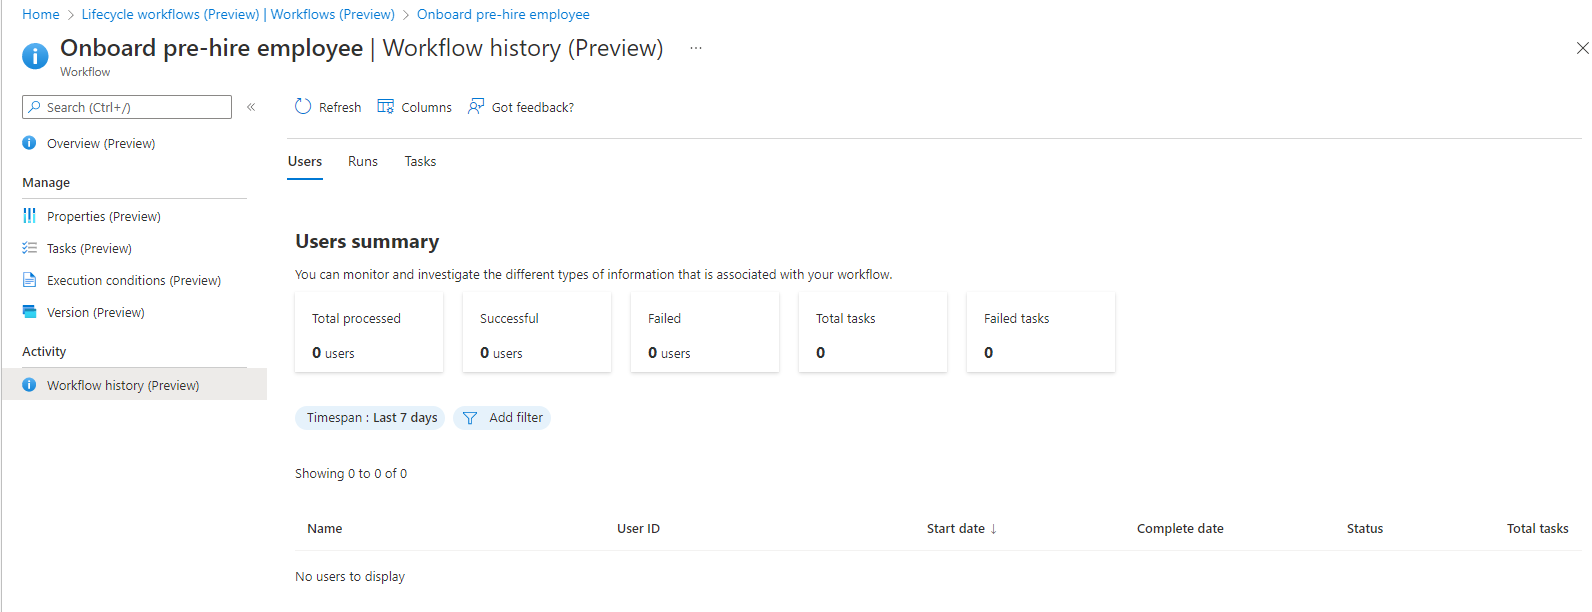 Home > Lifecycle workflows (Preview) | Workflows (Preview) > Onboard pre-hire employee
Onboard pre-hire employee | Workflow history (Preview) ...
Workflow
Search (Ctrl+/)
«
Overview (Preview)
Manage
Properties (Preview)
Tasks (Preview)
Execution conditions (Preview)
Version (Preview)
Activity
Workflow history (Preview)
Refresh Columns Got feedback?
Users Runs Tasks
Users summary
You can monitor and investigate the different types of information that is associated with your workflow.
Total processed Successful Failed Total tasks Failed tasks
0 users 0 users 0 users 0 0
Timespan : Last 7 days Add filter
Showing 0 to 0 of 0
Name User ID Start date ↓ Complete date Status Total tasks
No users to display